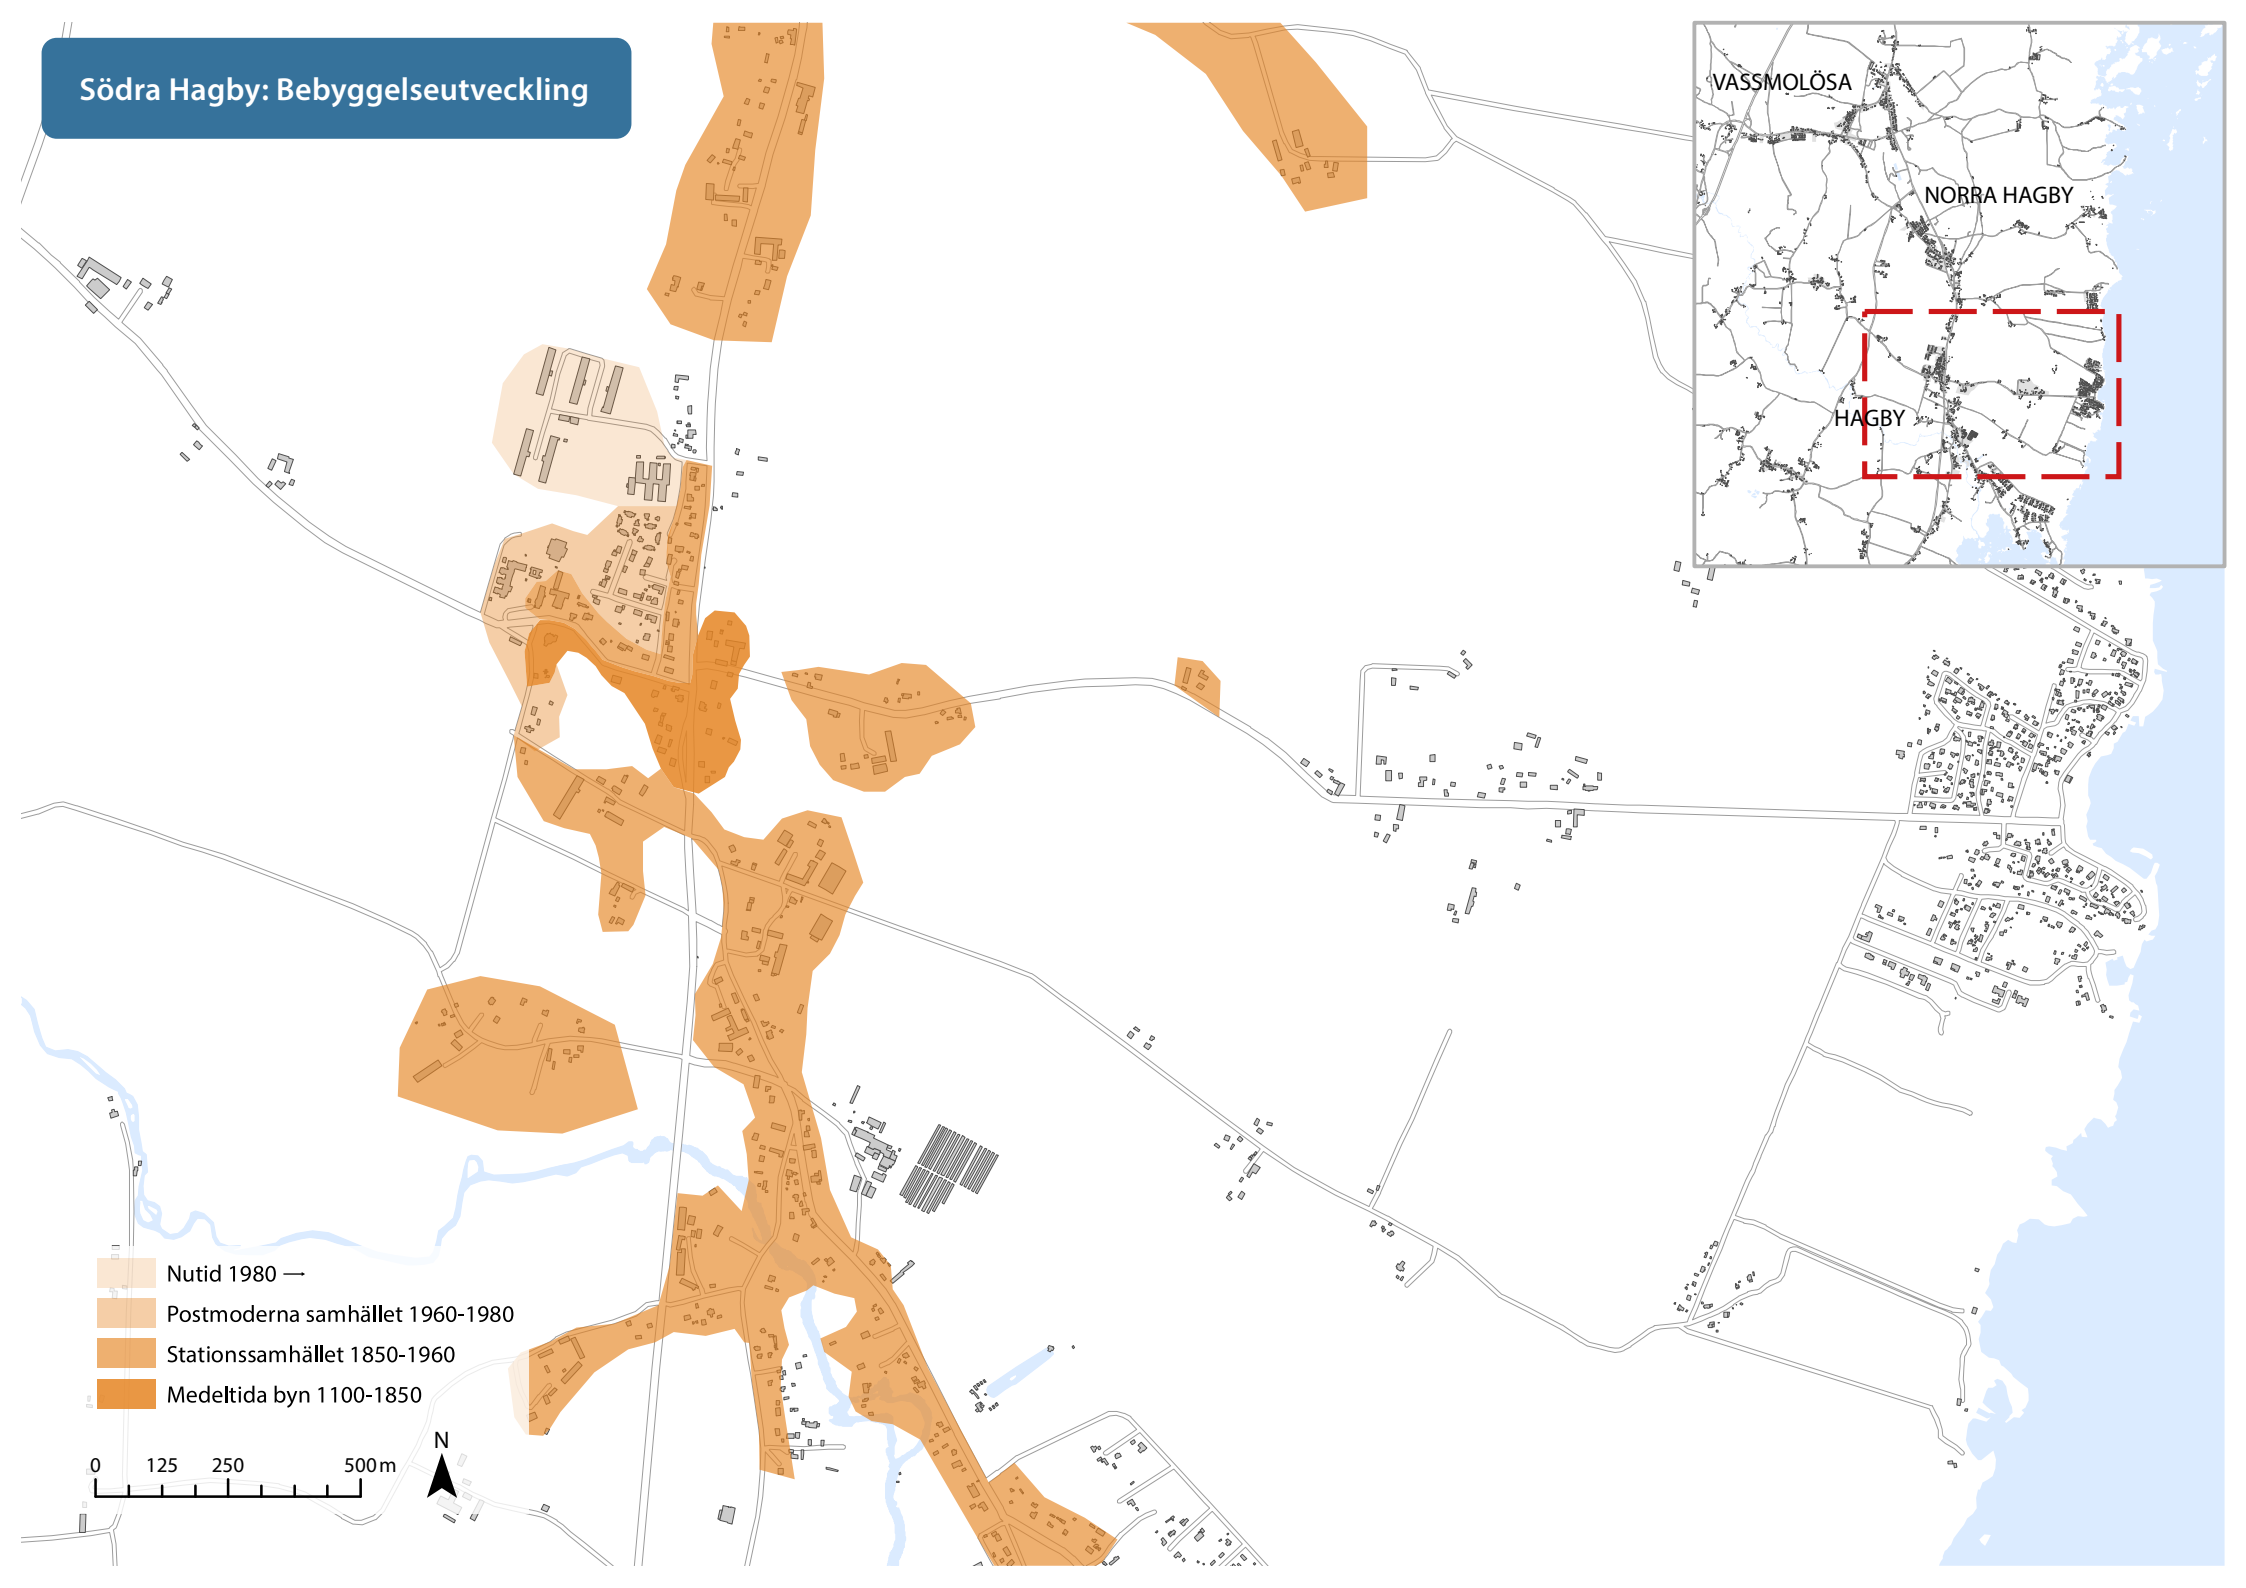 Södra Hagby: Bebyggelseutveckling
VASSMOLÖSA
NORRA HAGBY
HAGBY
Nutid 1980 →
Postmoderna samhället 1960-1980
Stationssamhället 1850-1960
Medeltida byn 1100-1850
N
0 125 250 500 m